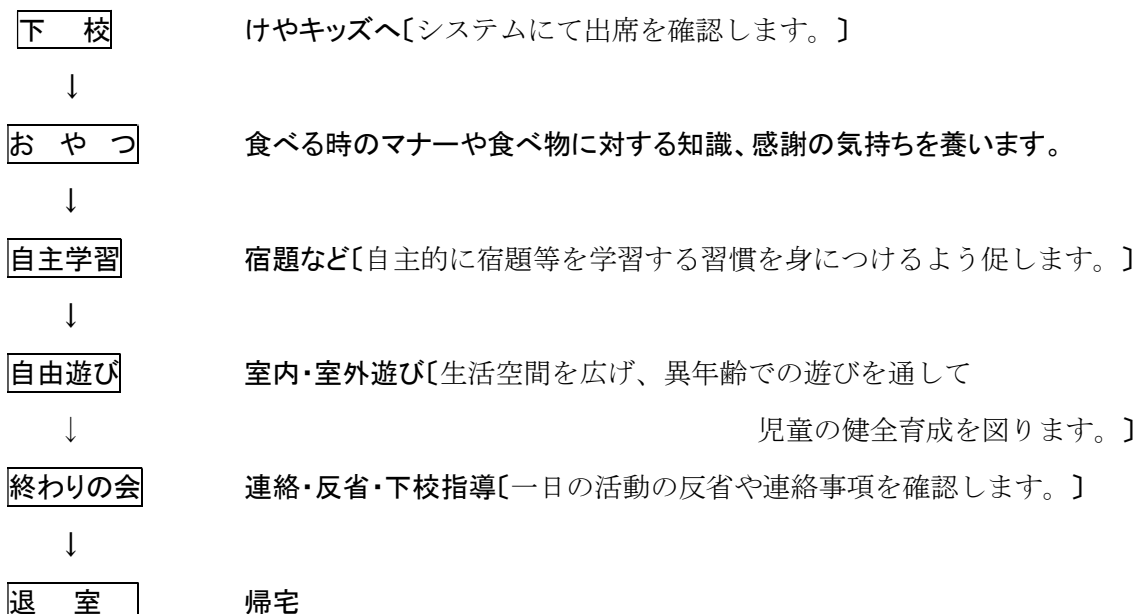 下　校　けやキッズへ〔システムにて出席を確認します。〕
↓
お　や　つ　食べる時のマナーや食べ物に対する知識、感謝の気持ちを養います。
↓
自主学習　宿題など〔自主的に宿題等を学習する習慣を身につけるよう促します。〕
↓
自由遊び　室内・室外遊び〔生活空間を広げ、異年齢での遊びを通して
↓　児童の健全育成を図ります。〕
終わりの会　連絡・反省・下校指導〔一日の活動の反省や連絡事項を確認します。〕
↓
退　室　帰宅